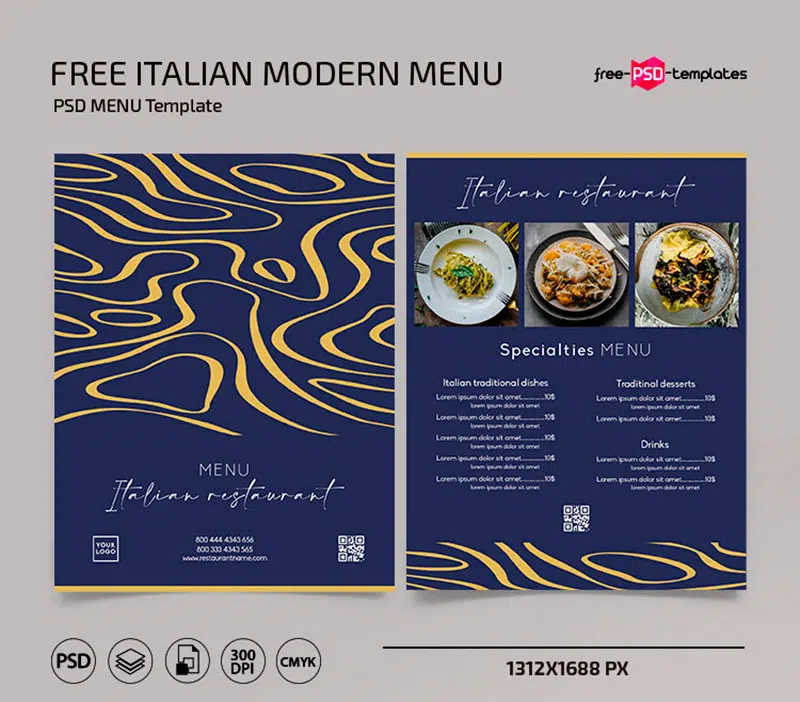 FREE ITALIAN MODERN MENU
PSD MENU Template
free-PSD-templates
MENU
Italian restaurant
YOUR
LOGO
800 444 4343 656
800 333 4343 565
www.restaurantname.com
Italian restaurant
Specialties MENU
Italian traditional dishes
Lorem ipsum dolor sit amet..............10$
lorem ipsum dolor sit amet
Lorem ipsum dolor sit amet..............10$
lorem ipsum dolor sit amet
Lorem ipsum dolor sit amet..............10$
lorem ipsum dolor sit amet
Lorem ipsum dolor sit amet..............10$
lorem ipsum dolor sit amet
Lorem ipsum dolor sit amet..............10$
lorem ipsum dolor sit amet
Traditinal desserts
Lorem ipsum dolor sit amet..............10$
lorem ipsum dolor sit amet
Lorem ipsum dolor sit amet..............10$
Drinks
Lorem ipsum dolor sit amet..............10$
lorem ipsum dolor sit amet
Lorem ipsum dolor sit amet..............10$
lorem ipsum dolor sit amet
PSD
300
DPI
CMYK
1312X1688 PX